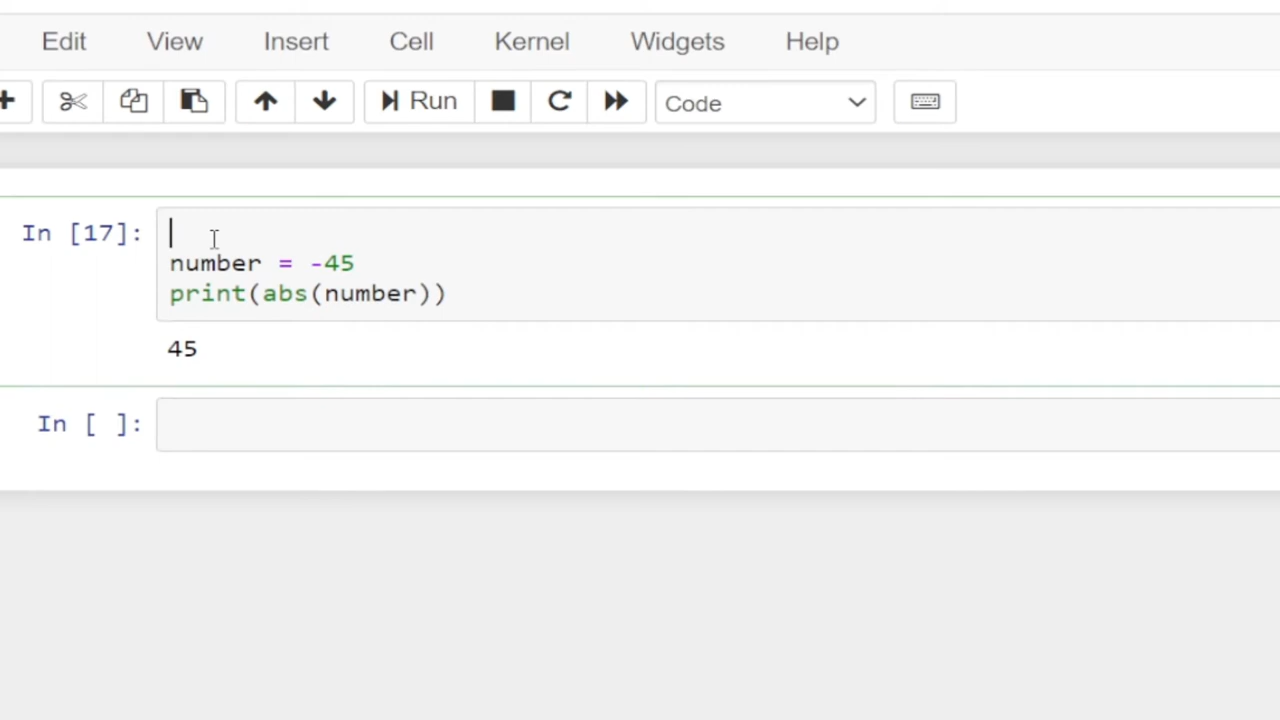 Edit View Insert Cell Kernel Widgets Help
Run Code
In [17]:
number = -45
print(abs(number))
45
In [ ]: